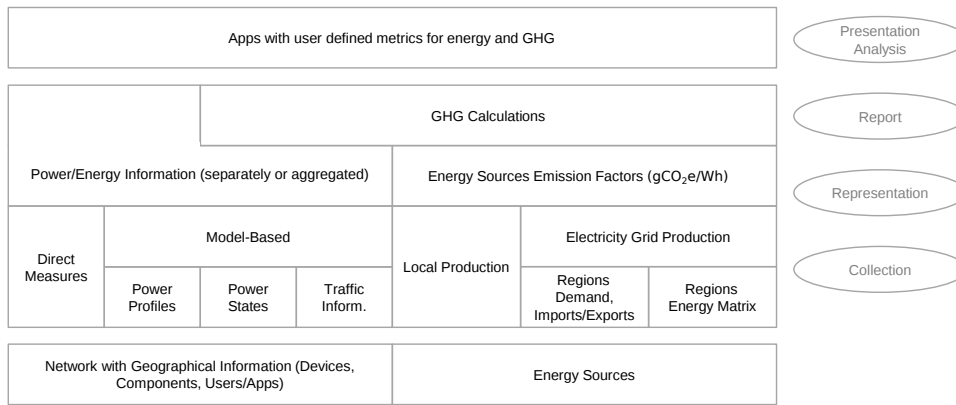 Apps with user defined metrics for energy and GHG
Presentation
Analysis
GHG Calculations
Report
Power/Energy Information (separately or aggregated)
Energy Sources Emission Factors (gCO₂e/Wh)
Representation
Direct
Measures
Model-Based
Local Production
Electricity Grid Production
Collection
Power
Profiles
Power
States
Traffic
Inform.
Regions
Demand,
Imports/Exports
Regions
Energy Matrix
Network with Geographical Information (Devices,
Components, Users/Apps)
Energy Sources